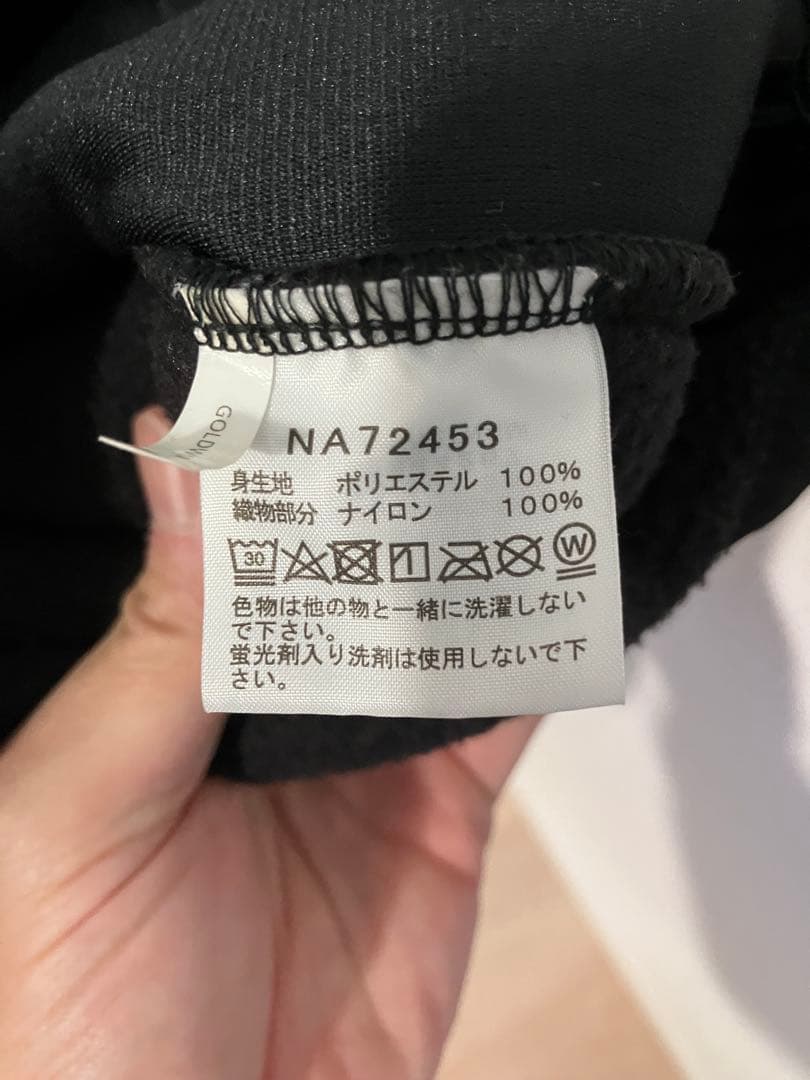 GOLDW
NA72453
身生地 ポリエステル 100%
織物部分 ナイロン 100%
30 W
色物は他の物と一緒に洗濯しない
で下さい。
蛍光剤入り洗剤は使用しないで下
さい。